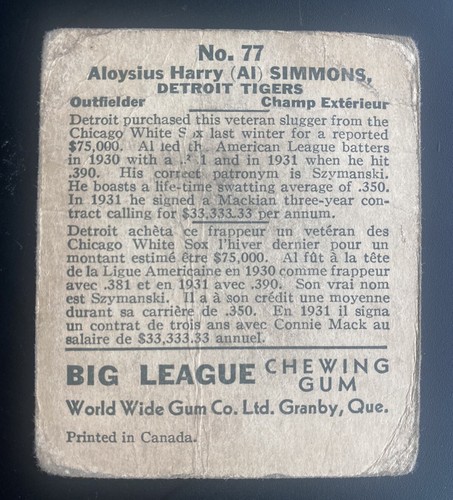 No. 77
Aloysius Harry (Al) SIMMONS,
DETROIT TIGERS
Outfielder Champ Extérieur
Detroit purchased this veteran slugger from the
Chicago White Sox last winter for a reported
$75,000. Al led the American League batters
in 1930 with a .381 and in 1931 when he hit
.390. His correct patronym is Szymanski.
He boasts a life-time swatting average of .350.
In 1931 he signed a Mackian three-year con-
tract calling for $33,333.33 per annum.
Detroit achèta ce frappeur un vetéran des
Chicago White Sox l'hiver dernier pour un
montant estimé être $75,000. Al fût à la tête
de la Ligue Americaine en 1930 comme frappeur
avec .381 et en 1931 avec .390. Son vrai nom
est Szymanski. Il a à son crédit une moyenne
durant sa carrière de .350. En 1931 il signa
un contrat de trois ans avec Connie Mack au
salaire de $33,333.33 annuel.
BIG LEAGUE CHEWING GUM
World Wide Gum Co. Ltd. Granby, Que.
Printed in Canada.